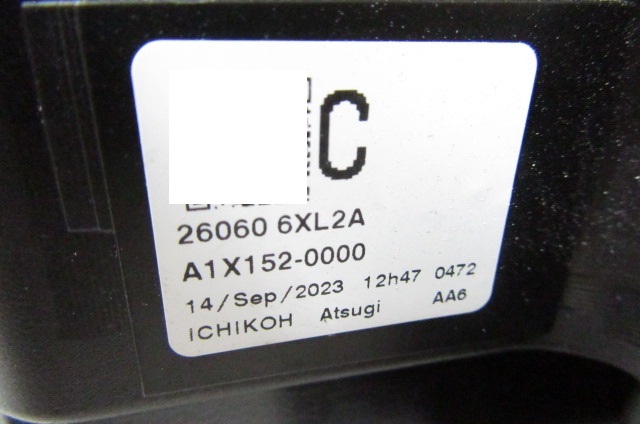 C
26060 6XL2A
A1X152-0000
14/Sep/2023 12h47 0472
ICHIKOH Atsugi AA6